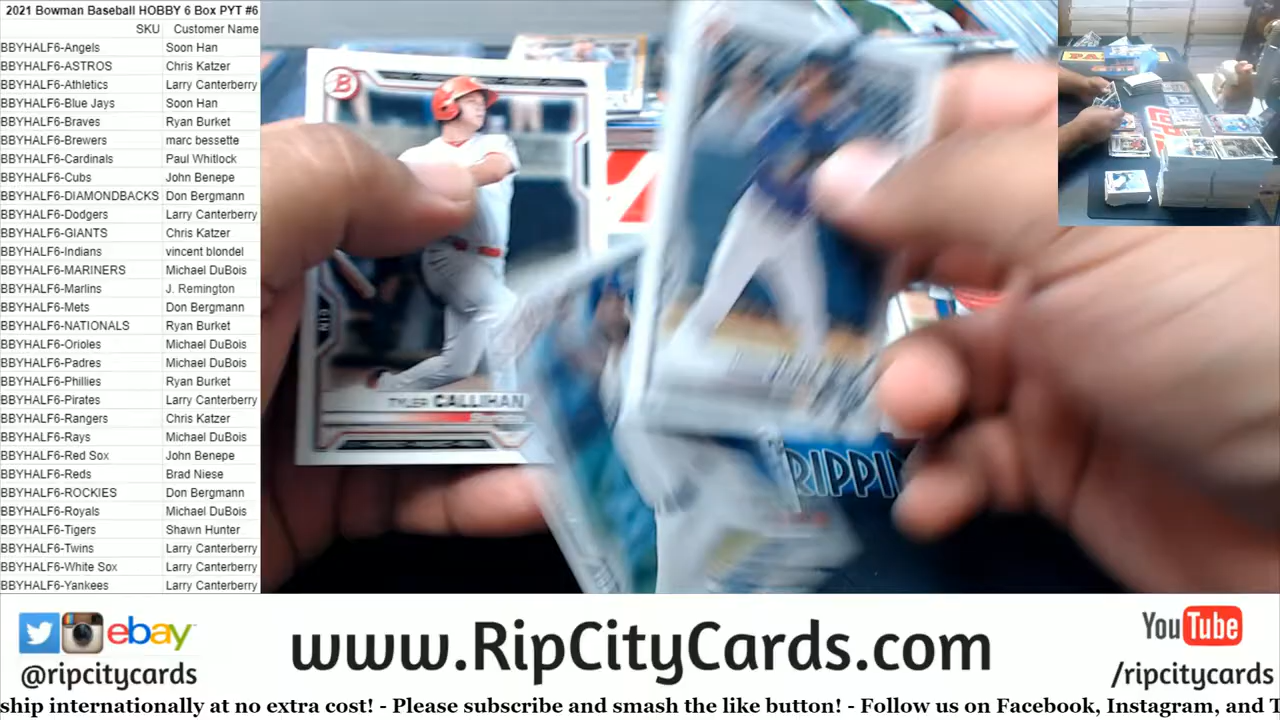 2021 Bowman Baseball HOBBY 6 Box PYT #6
SKU Customer Name
BBYHALF6-Angels Soon Han
BBYHALF6-ASTROS Chris Katzer
BBYHALF6-Athletics Larry Canterberry
BBYHALF6-Blue Jays Soon Han
BBYHALF6-Braves Ryan Burket
BBYHALF6-Brewers marc bessette
BBYHALF6-Cardinals Paul Whitlock
BBYHALF6-Cubs John Benepe
BBYHALF6-DIAMONDBACKS Don Bergmann
BBYHALF6-Dodgers Larry Canterberry
BBYHALF6-GIANTS Chris Katzer
BBYHALF6-Indians vincent blondel
BBYHALF6-MARINERS Michael DuBois
BBYHALF6-Marlins J. Remington
BBYHALF6-Mets Don Bergmann
BBYHALF6-NATIONALS Ryan Burket
BBYHALF6-Orioles Michael DuBois
BBYHALF6-Padres Michael DuBois
BBYHALF6-Phillies Ryan Burket
BBYHALF6-Pirates Larry Canterberry
BBYHALF6-Rangers Chris Katzer
BBYHALF6-Rays Michael DuBois
BBYHALF6-Red Sox John Benepe
BBYHALF6-Reds Brad Niese
BBYHALF6-ROCKIES Don Bergmann
BBYHALF6-Royals Michael DuBois
BBYHALF6-Tigers Shawn Hunter
BBYHALF6-Twins Larry Canterberry
BBYHALF6-White Sox Larry Canterberry
BBYHALF6-Yankees Larry Canterberry
B
CIN
TYLER CALLIHAN
RIPPIN
ebay
@ripcitycards
www.RipCityCards.com
YouTube
/ripcitycards
ship internationally at no extra cost! - Please subscribe and smash the like button! - Follow us on Facebook, Instagram, and T